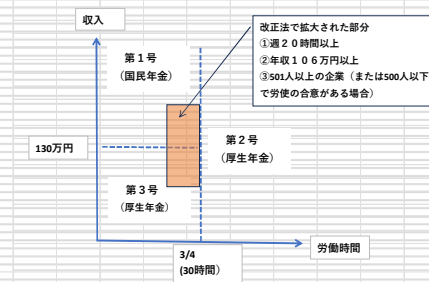 収入
改正法で拡大された部分
①週２０時間以上
②年収１０６万円以上
③501人以上の企業（または500人以下
で労使の合意がある場合）
第１号
（国民年金）
130万円
第２号
（厚生年金）
第３号
（厚生年金）
労働時間
3/4
(30時間）